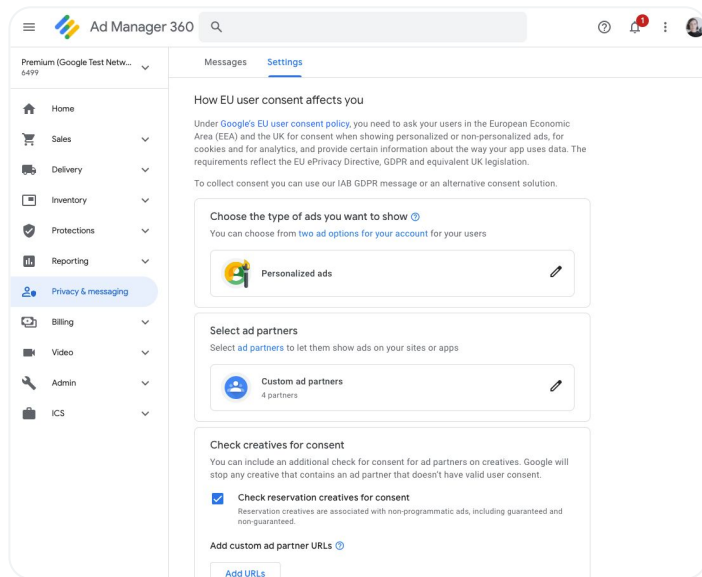 Ad Manager 360
1
Premium (Google Test Netw...
6499
Home
Sales
Delivery
Inventory
Protections
Reporting
Privacy & messaging
Billing
Video
Admin
ICS
Messages
Settings
How EU user consent affects you
Under Google's EU user consent policy, you need to ask your users in the European Economic
Area (EEA) and the UK for consent when showing personalized or non-personalized ads, for
cookies and for analytics, and provide certain information about the way your app uses data. The
requirements reflect the EU ePrivacy Directive, GDPR and equivalent UK legislation.
To collect consent you can use our IAB GDPR message or an alternative consent solution.
Choose the type of ads you want to show
You can choose from two ad options for your account for your users
Personalized ads
Select ad partners
Select ad partners to let them show ads on your sites or apps
Custom ad partners
4 partners
Check creatives for consent
You can include an additional check for consent for ad partners on creatives. Google will
stop any creative that contains an ad partner that doesn't have valid user consent.
Check reservation creatives for consent
Reservation creatives are associated with non-programmatic ads, including guaranteed and
non-guaranteed.
Add custom ad partner URLs
Add URLs